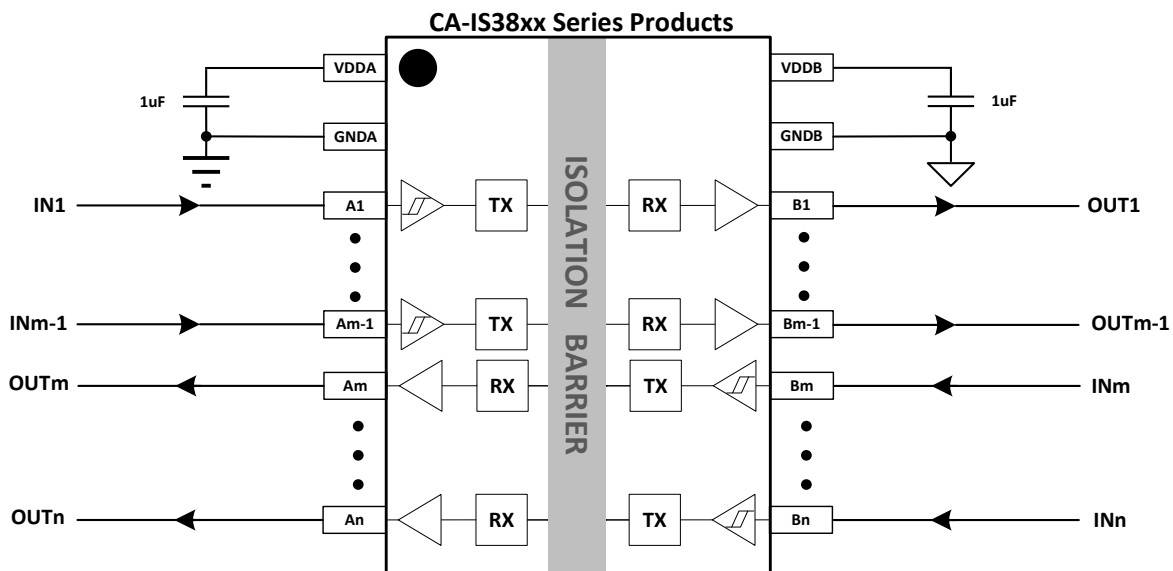 CA-IS38xx Series Products
VDDA
VDDB
1uF
1uF
GNDA
GNDB
IN1
A1
TX
RX
B1
OUT1
ISOLATION BARRIER
INm-1
Am-1
TX
RX
Bm-1
OUTm-1
OUTm
Am
RX
TX
Bm
INm
OUTn
An
RX
TX
Bn
INn